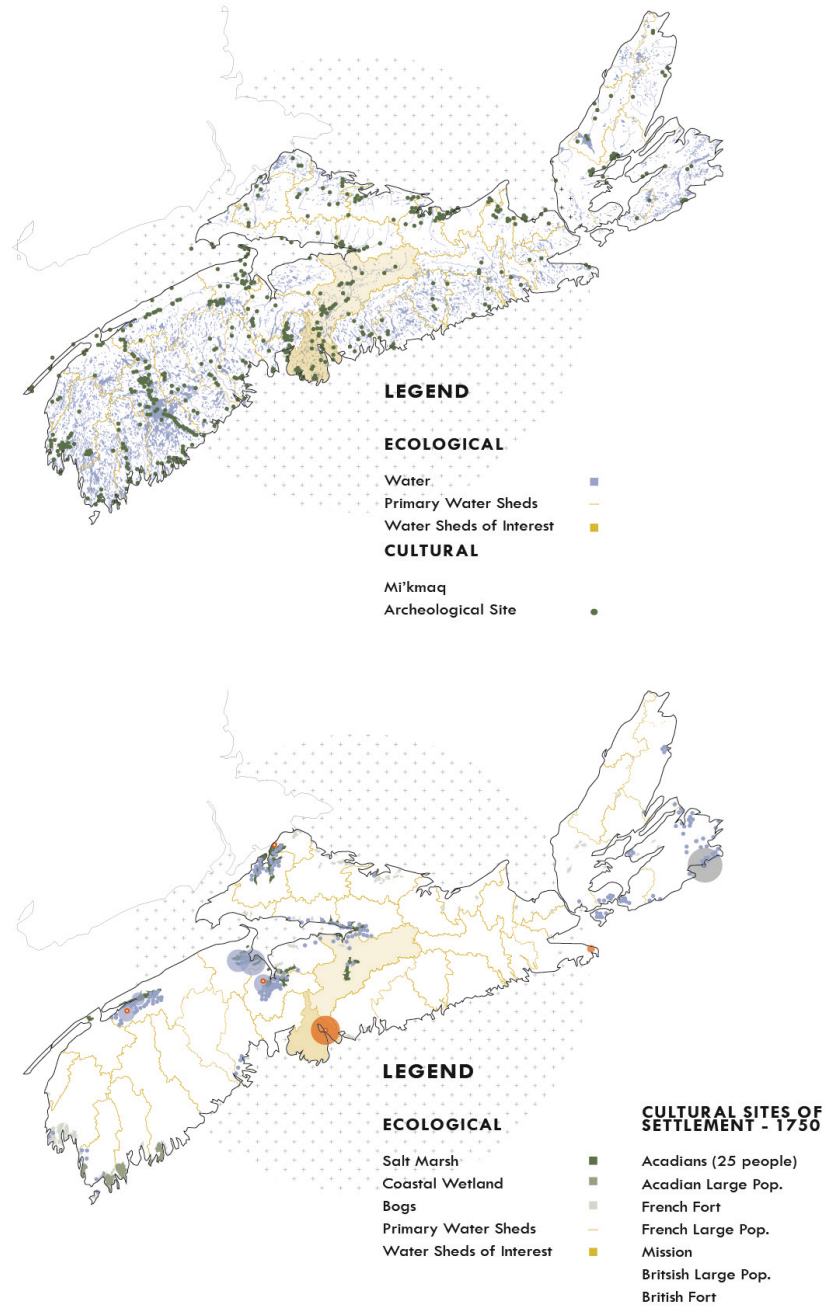 LEGEND
ECOLOGICAL
Water
Primary Water Sheds
Water Sheds of Interest
CULTURAL
Mi'kmaq
Archeological Site
LEGEND
ECOLOGICAL
Salt Marsh
Coastal Wetland
Bogs
Primary Water Sheds
Water Sheds of Interest
CULTURAL SITES OF
SETTLEMENT - 1750
Acadians (25 people)
Acadian Large Pop.
French Fort
French Large Pop.
Mission
Britsish Large Pop.
British Fort